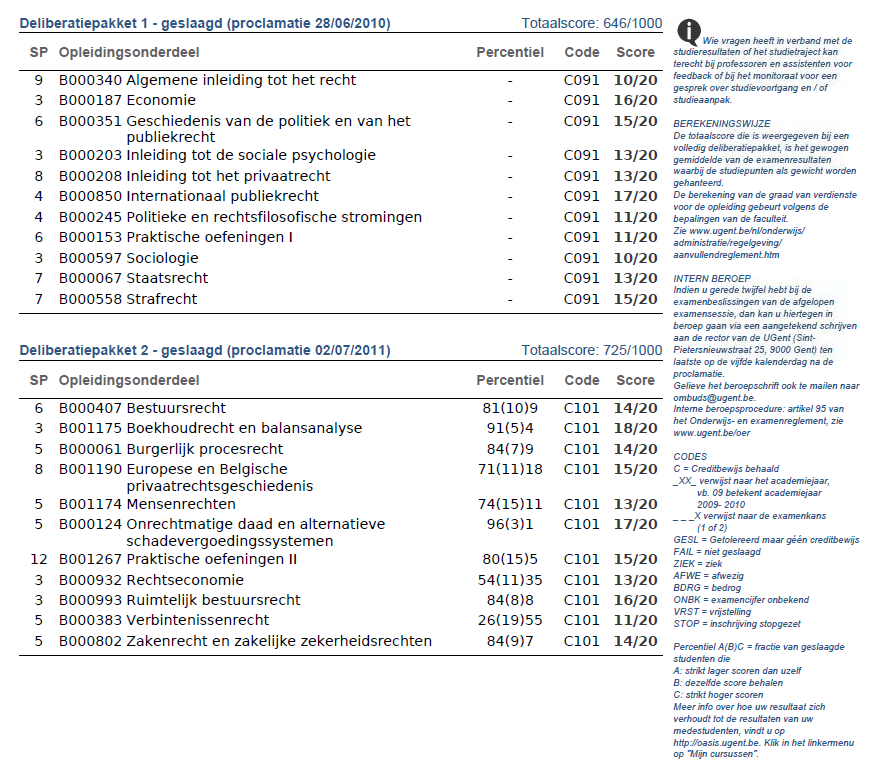 Deliberatiepakket 1 - geslaagd (proclamatie 28/06/2010) Totaalscore: 646/1000
SP Opleidingsonderdeel Percentiel Code Score
9 B000340 Algemene inleiding tot het recht - C091 10/20
3 B000187 Economie - C091 16/20
6 B000351 Geschiedenis van de politiek en van het - C091 15/20
publiekrecht
3 B000203 Inleiding tot de sociale psychologie - C091 13/20
8 B000208 Inleiding tot het privaatrecht - C091 13/20
4 B000850 Internationaal publiekrecht - C091 17/20
4 B000245 Politieke en rechtsfilosofische stromingen - C091 11/20
6 B000153 Praktische oefeningen I - C091 11/20
3 B000597 Sociologie - C091 10/20
7 B000067 Staatsrecht - C091 13/20
7 B000558 Strafrecht - C091 15/20
Deliberatiepakket 2 - geslaagd (proclamatie 02/07/2011) Totaalscore: 725/1000
SP Opleidingsonderdeel Percentiel Code Score
6 B000407 Bestuursrecht 81(10)9 C101 14/20
3 B001175 Boekhoudrecht en balansanalyse 91(5)4 C101 18/20
5 B000061 Burgerlijk procesrecht 84(7)9 C101 14/20
8 B001190 Europese en Belgische 71(11)18 C101 15/20
privaatrechtsgeschiedenis
5 B001174 Mensenrechten 74(15)11 C101 13/20
5 B000124 Onrechtmatige daad en alternatieve 96(3)1 C101 17/20
schadevergoedingssystemen
12 B001267 Praktische oefeningen II 80(15)5 C101 15/20
3 B000932 Rechtseconomie 54(11)35 C101 13/20
3 B000993 Ruimtelijk bestuursrecht 84(8)8 C101 16/20
5 B000383 Verbintenissenrecht 26(19)55 C101 11/20
5 B000802 Zakenrecht en zakelijke zekerheidsrechten 84(9)7 C101 14/20
i Wie vragen heeft in verband met de
studieresultaten of het studietraject kan
terecht bij professoren en assistenten voor
feedback of bij het monitoraat voor een
gesprek over studievoortgang en / of
studieaanpak.
BEREKENINGSWIJZE
De totaalscore die is weergegeven bij een
volledig deliberatiepakket, is het gewogen
gemiddelde van de examenresultaten
waarbij de studiepunten als gewicht worden
gehanteerd.
De berekening van de graad van verdienste
voor de opleiding gebeurt volgens de
bepalingen van de faculteit.
Zie www.ugent.be/nl/onderwijs/
administratie/regelgeving/
aanvullendreglement.htm
INTERN BEROEP
Indien u gerede twijfel hebt bij de
examenbeslissingen van de afgelopen
examensessie, dan kan u hiertegen in
beroep gaan via een aangetekend schrijven
aan de rector van de UGent (Sint-
Pietersnieuwstraat 25, 9000 Gent) ten
laatste op de vijfde kalenderdag na de
proclamatie.
Gelieve het beroepschrift ook te mailen naar
ombuds@ugent.be.
Interne beroepsprocedure: artikel 95 van
het Onderwijs- en examenreglement, zie
www.ugent.be/oer
CODES
C = Creditbewijs behaald
_XX_ verwijst naar het academiejaar,
vb. 09 betekent academiejaar
2009- 2010
_ _ _X verwijst naar de examenkans
(1 of 2)
GESL = Getolereerd maar géén creditbewijs
FAIL = niet geslaagd
ZIEK = ziek
AFWE = afwezig
BDRG = bedrog
ONBK = examencijfer onbekend
VRST = vrijstelling
STOP = inschrijving stopgezet
Percentiel A(B)C = fractie van geslaagde
studenten die
A: strikt lager scoren dan uzelf
B: dezelfde score behalen
C: strikt hoger scoren
Meer info over hoe uw resultaat zich
verhoudt tot de resultaten van uw
medestudenten, vindt u op
http://oasis.ugent.be. Klik in het linkermenu
op "Mijn cursussen".